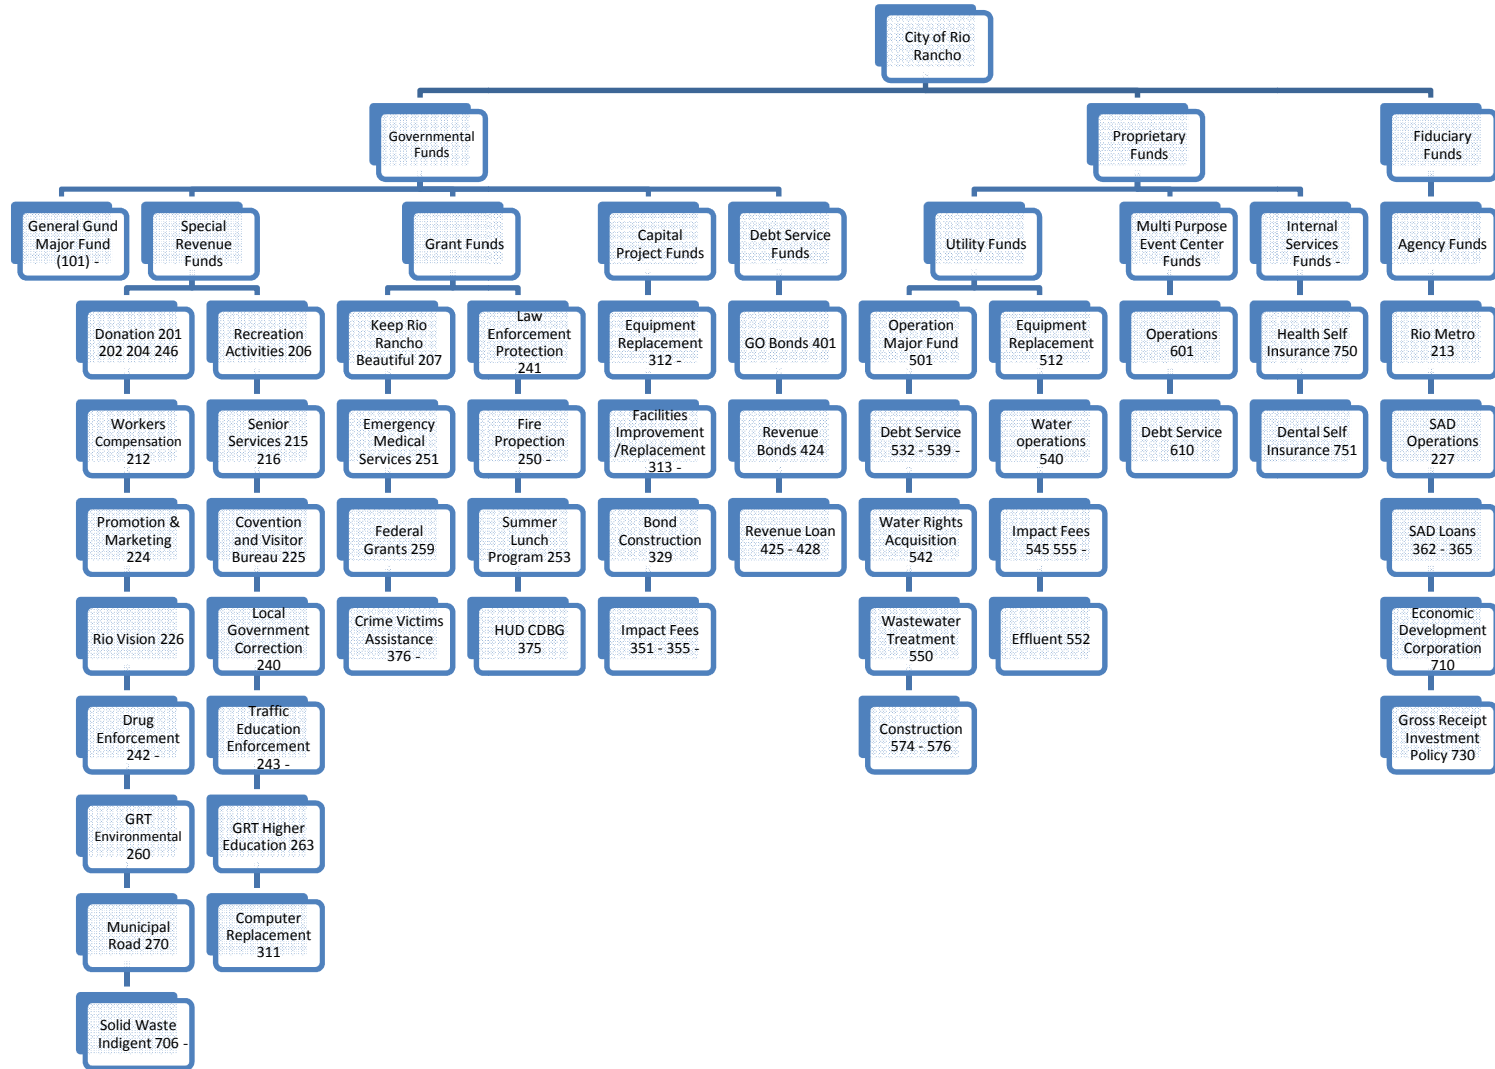 City of Rio
Rancho
Governmental
Funds
Proprietary
Funds
Fiduciary
Funds
General Gund
Major Fund
(101) -
Special
Revenue
Funds
Grant Funds
Capital
Project Funds
Debt Service
Funds
Utility Funds
Multi Purpose
Event Center
Funds
Internal
Services
Funds -
Agency Funds
Donation 201
202 204 246
Recreation
Activities 206
Keep Rio
Rancho
Beautiful 207
Law
Enforcement
Protection
241
Equipment
Replacement
312 -
GO Bonds 401
Operation
Major Fund
501
Equipment
Replacement
512
Operations
601
Health Self
Insurance 750
Rio Metro
213
Workers
Compensation
212
Senior
Services 215
216
Emergency
Medical
Services 251
Fire
Propection
250 -
Facilities
Improvement
/Replacement
313 -
Revenue
Bonds 424
Debt Service
532 - 539 -
Water
operations
540
Debt Service
610
Dental Self
Insurance 751
SAD
Operations
227
Promotion &
Marketing
224
Covention
and Visitor
Bureau 225
Federal
Grants 259
Summer
Lunch
Program 253
Bond
Construction
329
Revenue Loan
425 - 428
Water Rights
Acquisition
542
Impact Fees
545 555 -
SAD Loans
362 - 365
Rio Vision 226
Local
Government
Correction
240
Crime Victims
Assistance
376 -
HUD CDBG
375
Impact Fees
351 - 355 -
Wastewater
Treatment
550
Effluent 552
Economic
Development
Corporation
710
Drug
Enforcement
242 -
Traffic
Education
Enforcement
243 -
Construction
574 - 576
Gross Receipt
Investment
Policy 730
GRT
Environmental
260
GRT Higher
Education 263
Municipal
Road 270
Computer
Replacement
311
Solid Waste
Indigent 706 -